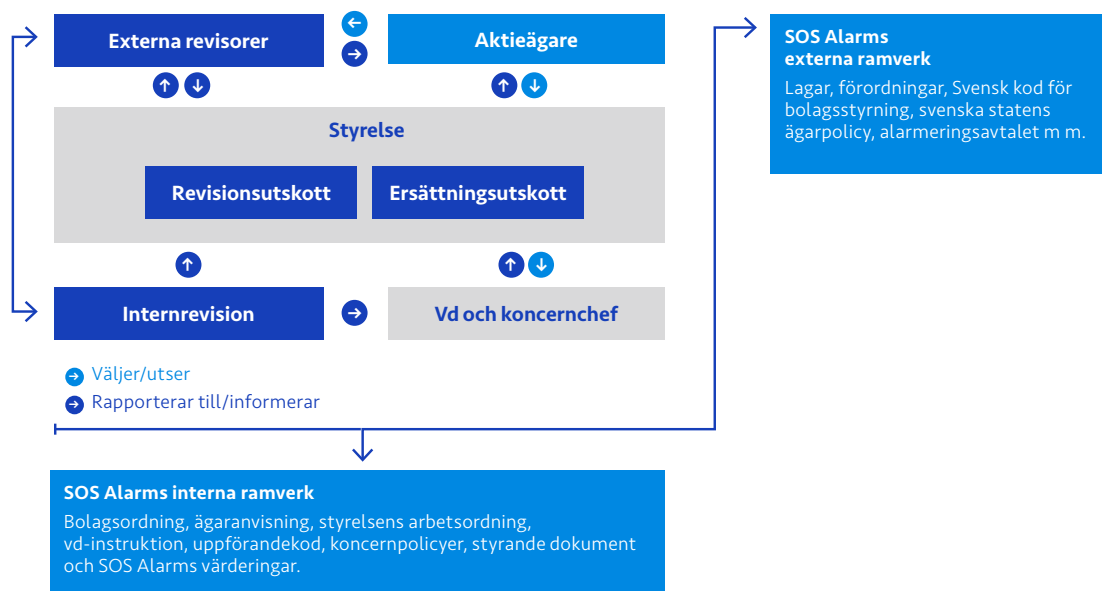 Externa revisorer
Aktieägare
Styrelse
Revisionsutskott
Ersättningsutskott
Internrevision
Vd och koncernchef
Väljer/utser
Rapporterar till/informerar
SOS Alarms
externa ramverk
Lagar, förordningar, Svensk kod för
bolagsstyrning, svenska statens
ägarpolicy, alarmeringsavtalet m m.
SOS Alarms interna ramverk
Bolagsordning, ägaranvisning, styrelsens arbetsordning,
vd-instruktion, uppförandekod, koncernpolicyer, styrande dokument
och SOS Alarms värderingar.